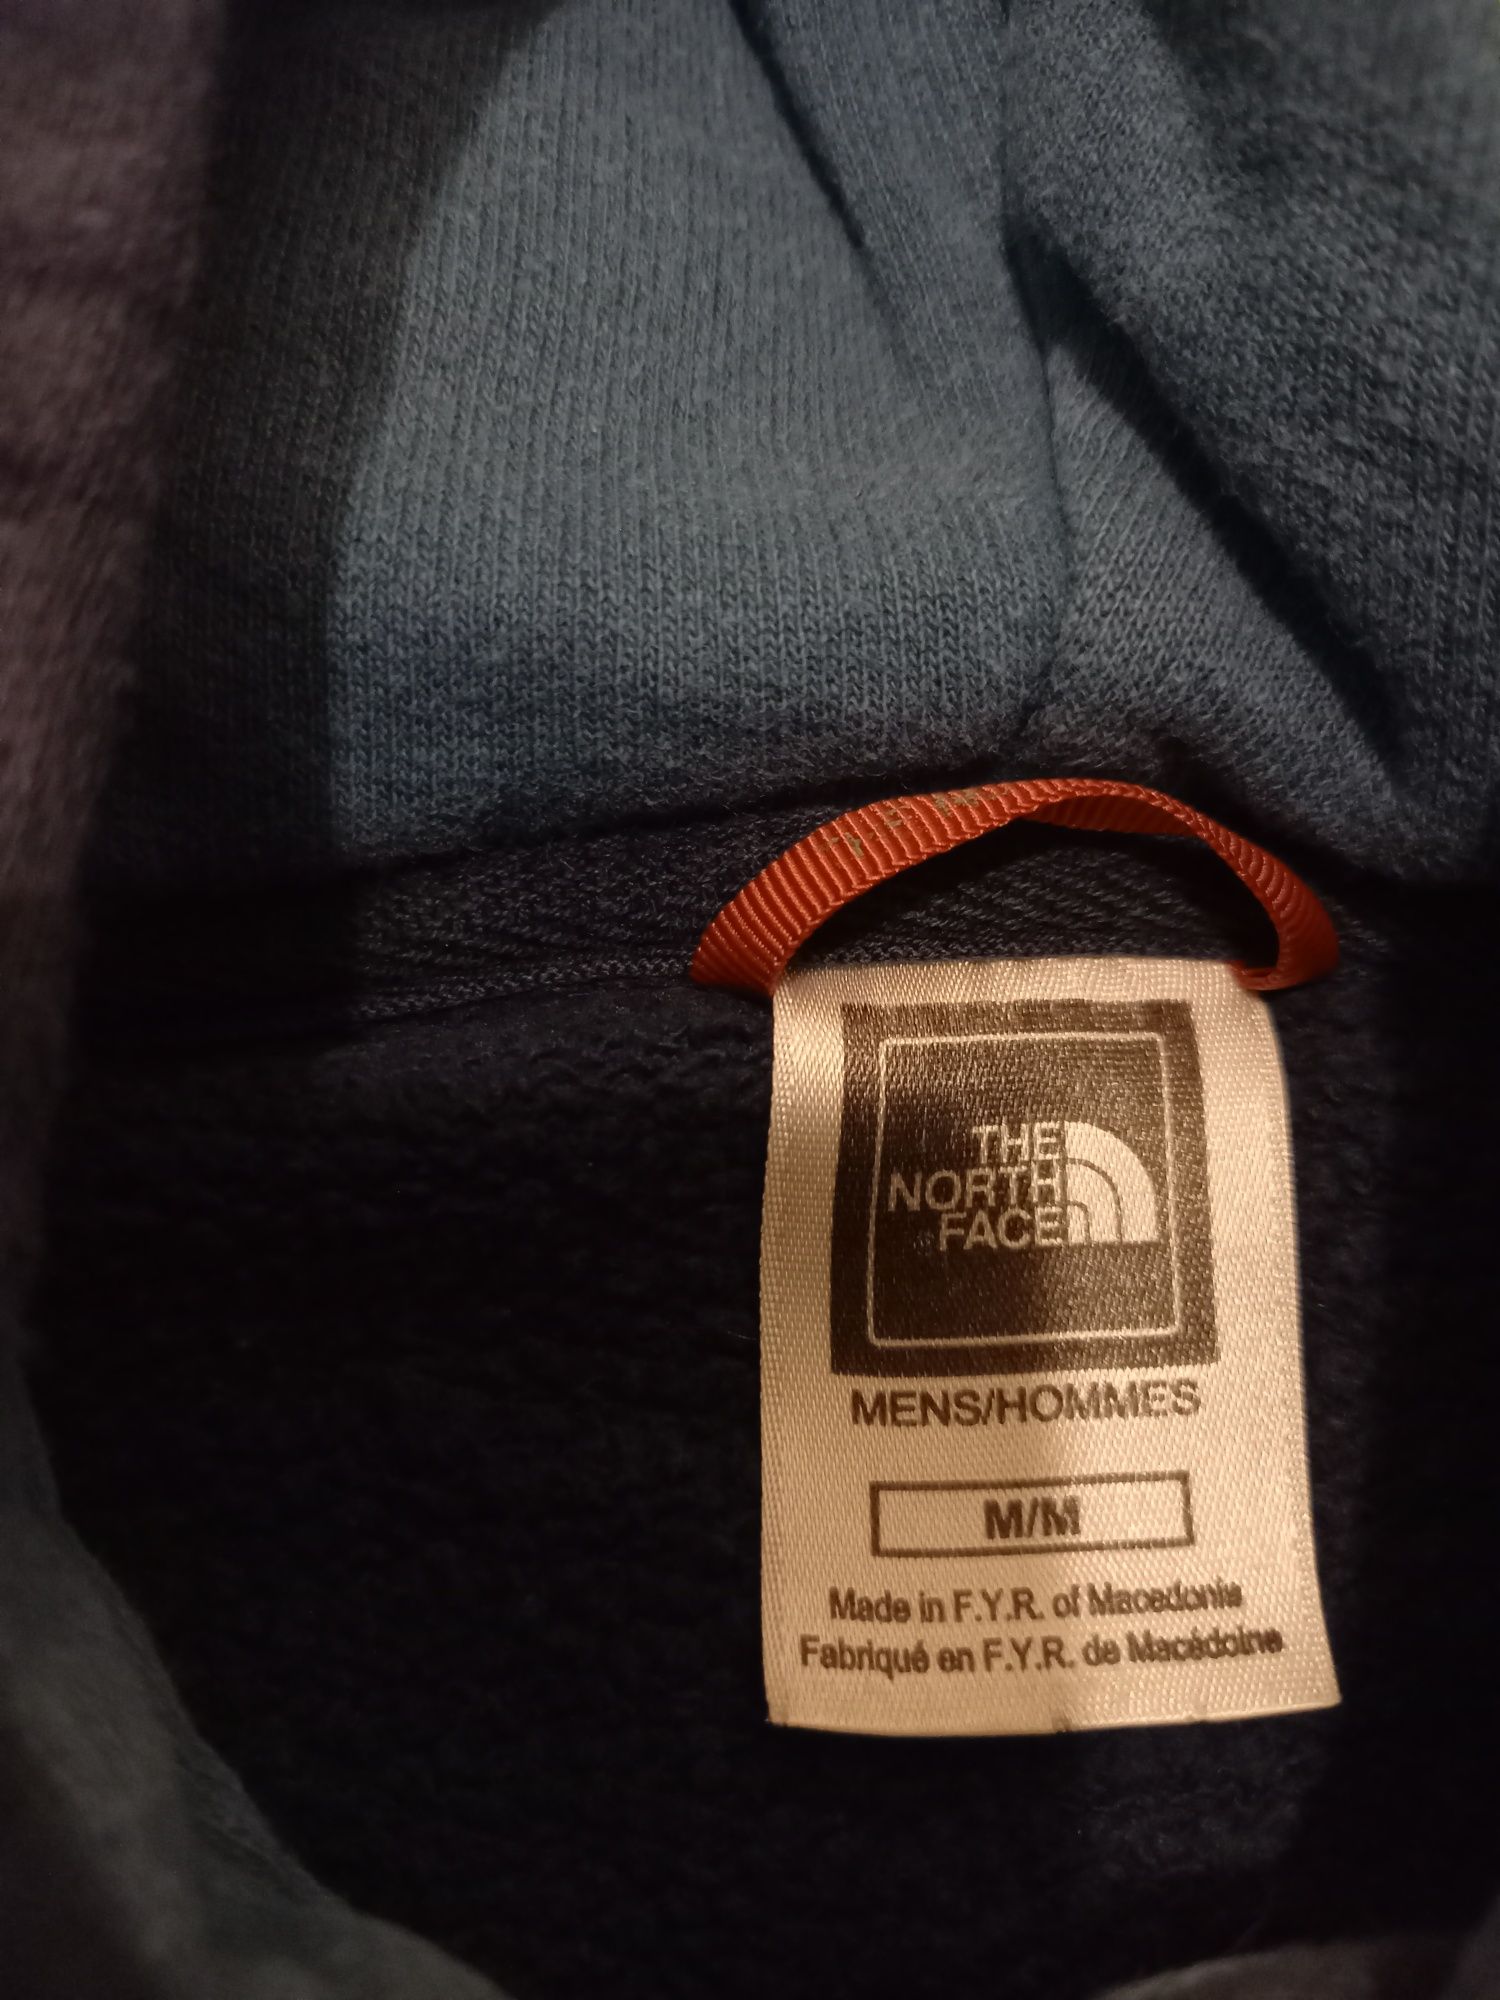 THE
NORTH
FACE
MENS/HOMMES
M/M
Made in F.Y.R. of Macedonia
Fabriqué en F.Y.R. de Macédoine